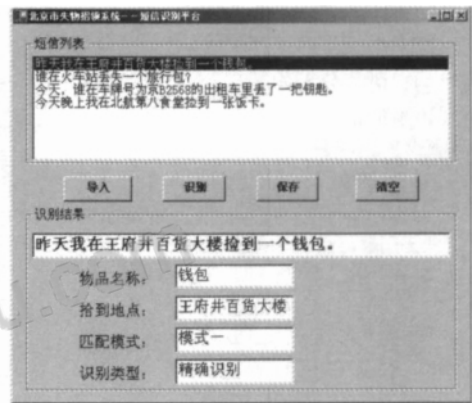 北京市失物招领系统--短信识别平台
短信列表
昨天我在王府井百货大楼捡到一个钱包。
谁在火车站丢失一个旅行包?
今天,谁在车牌号为京B2568的出租车里丢了一把钥匙。
今天晚上我在北航第八食堂捡到一张饭卡。
导入 识别 保存 清空
识别结果
昨天我在王府井百货大楼捡到一个钱包。
物品名称: 钱包
拾到地点: 王府井百货大楼
匹配模式: 模式一
识别类型: 精确识别